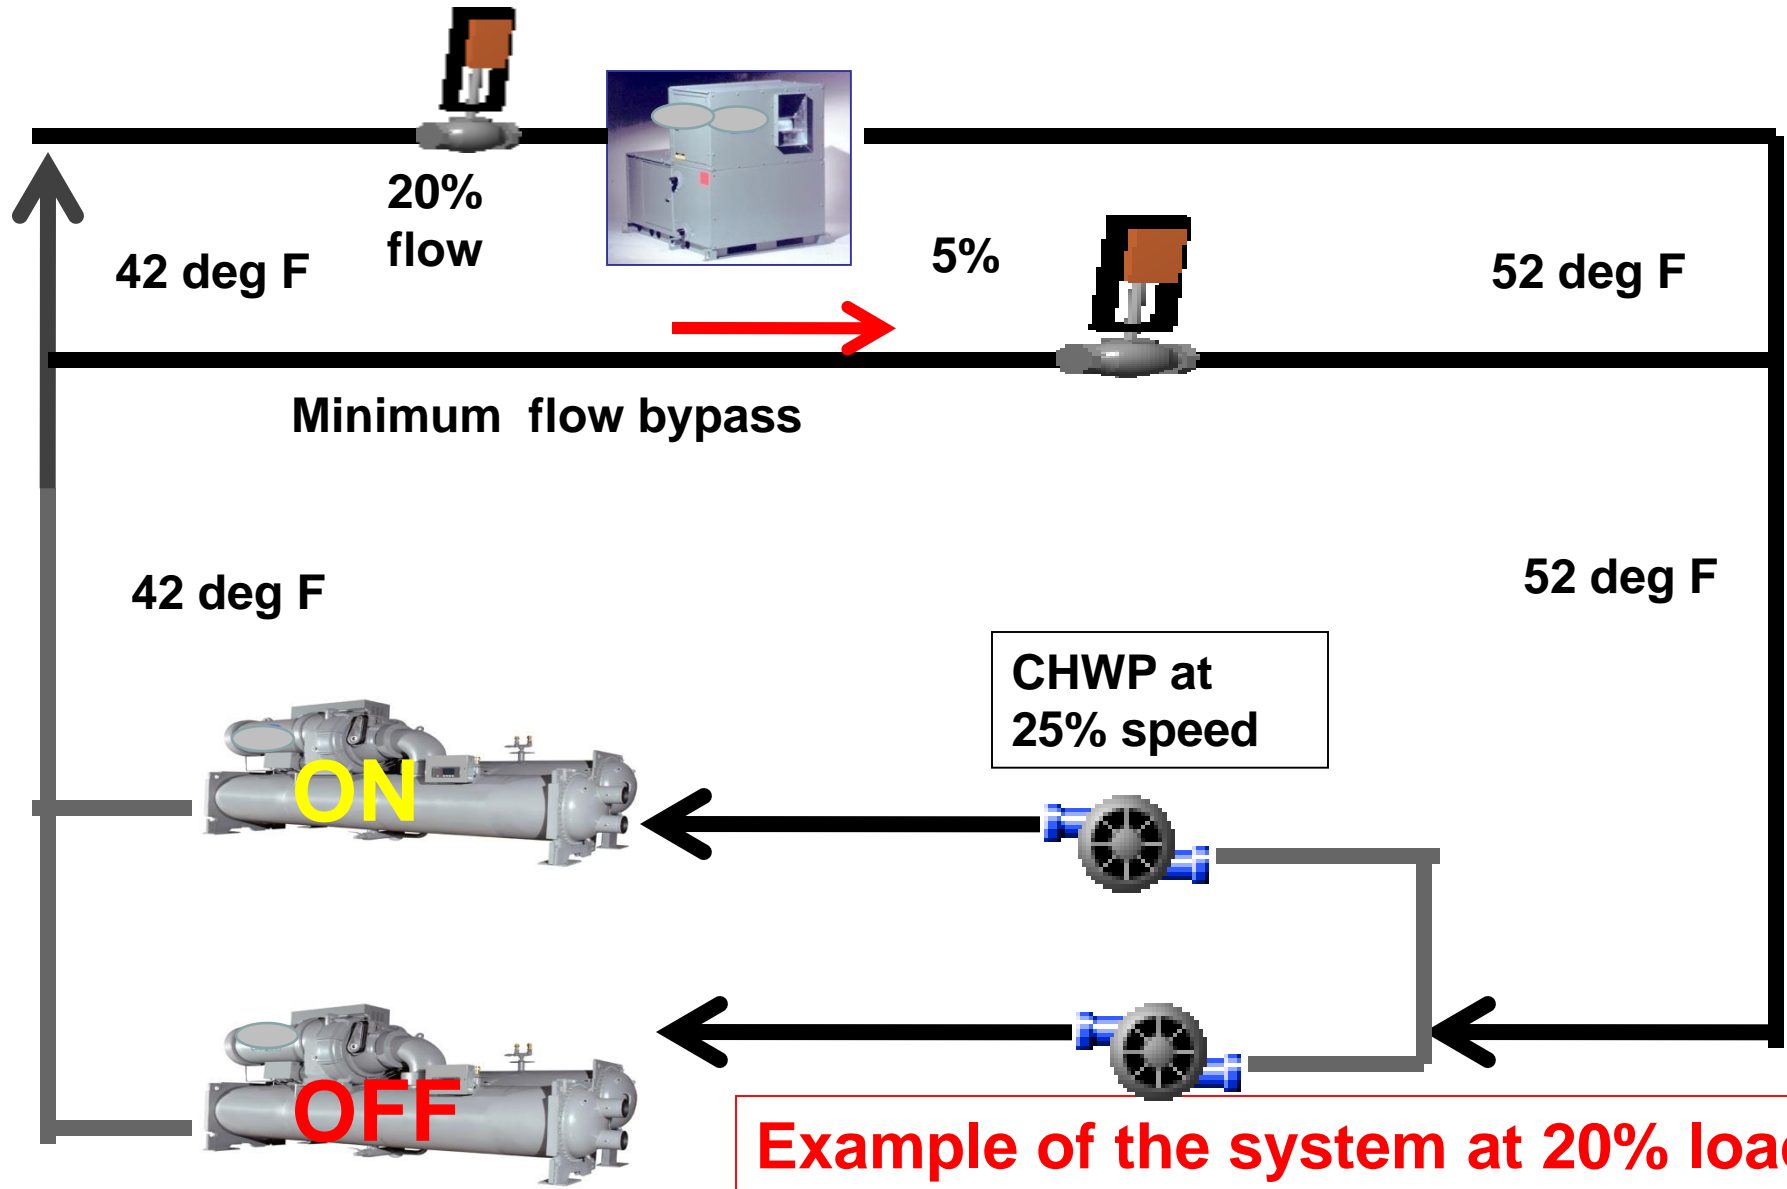 20%
flow
42 deg F
5%
52 deg F
Minimum flow bypass
42 deg F
52 deg F
CHWP at
25% speed
ON
OFF
Example of the system at 20% load